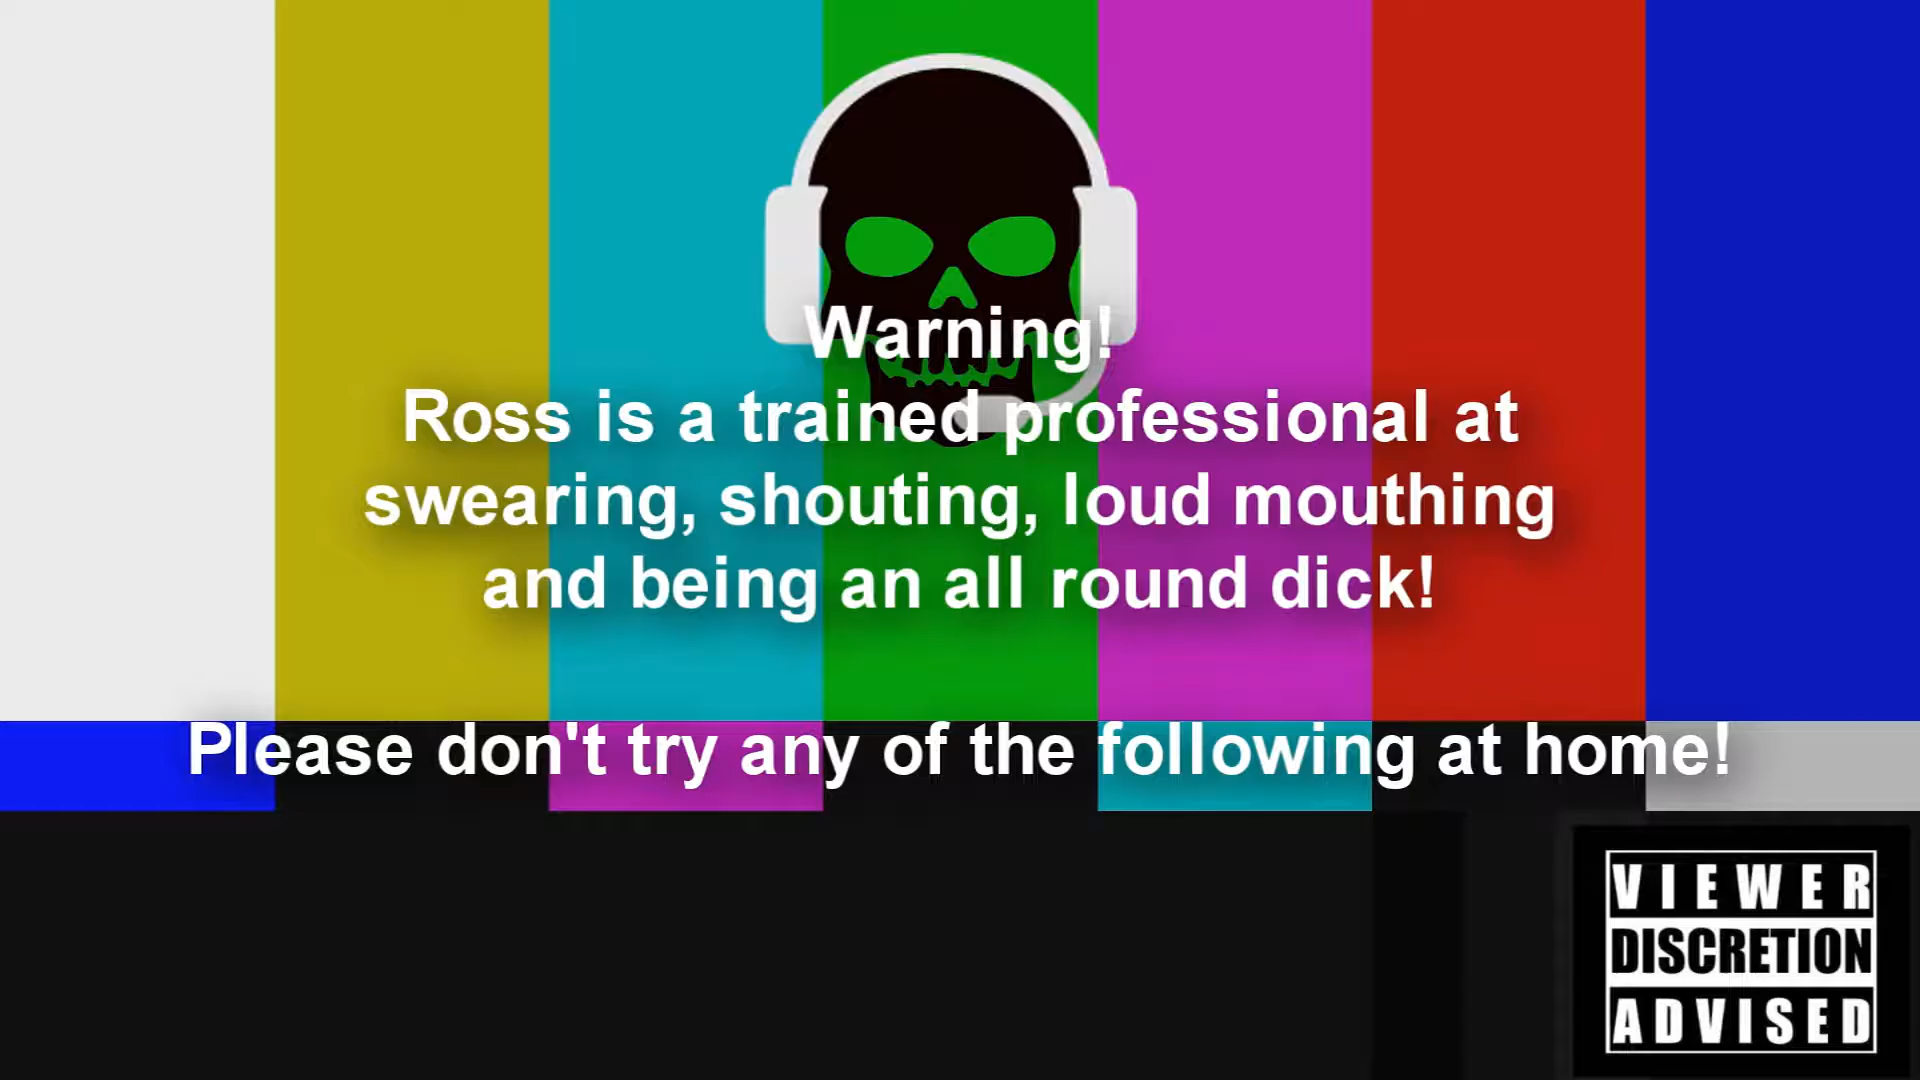 Warning!
Ross is a trained professional at
swearing, shouting, loud mouthing
and being an all round dick!
Please don't try any of the following at home!
VIEWER
DISCRETION
ADVISED